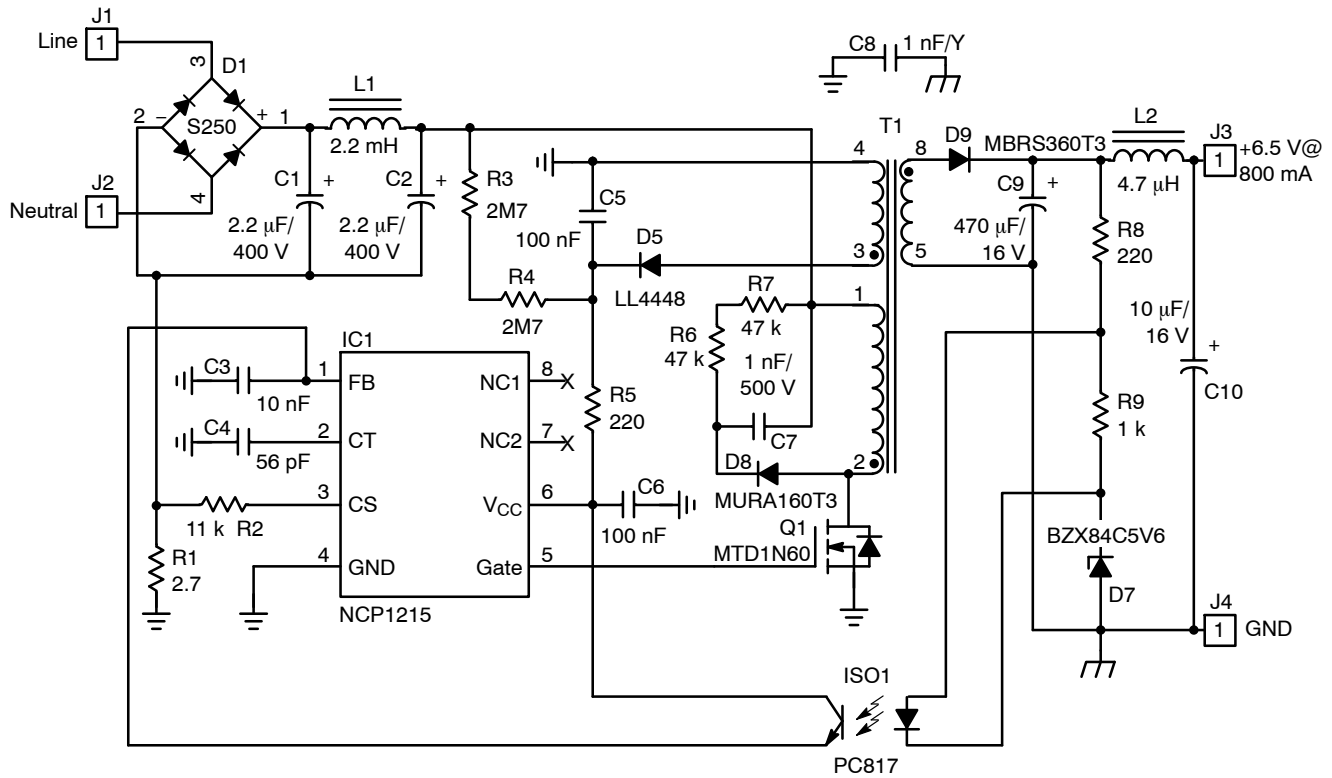 J1
Line
1
3
D1
2
–
S250
+
1
4
J2
Neutral
1
L1
2.2 mH
C1
+
2.2 µF/
400 V
C2
+
2.2 µF/
400 V
R3
2M7
R4
2M7
C5
100 nF
D5
LL4448
C8
1 nF/Y
T1
4
3
8
5
1
2
D9
MBRS360T3
C9
+
470 µF/
16 V
L2
4.7 µH
J3
1
+6.5 V@
800 mA
R8
220
10 µF/
16 V
+
C10
R9
1 k
R7
47 k
R6
47 k
1 nF/
500 V
C7
D8
MURA160T3
Q1
MTD1N60
R5
220
C6
100 nF
IC1
C3
10 nF
1
FB
NC1
8
C4
56 pF
2
CT
NC2
7
11 k R2
3
CS
VCC
6
4
GND
Gate
5
NCP1215
R1
2.7
BZX84C5V6
D7
J4
1
GND
ISO1
PC817